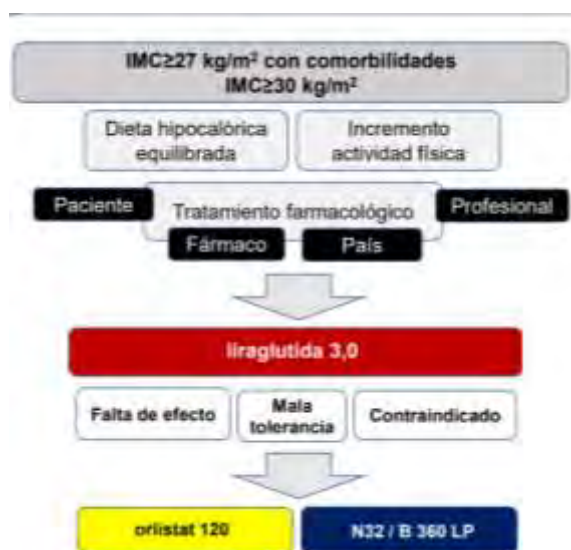 IMC≥27 kg/m² con comorbilidades
IMC≥30 kg/m²
Dieta hipocalórica
equilibrada
Incremento
actividad física
Paciente
Tratamiento farmacológico
Profesional
Fármaco
País
liraglutida 3,0
Falta de efecto
Mala
tolerancia
Contraindicado
orlistat 120
N32 / B 360 LP